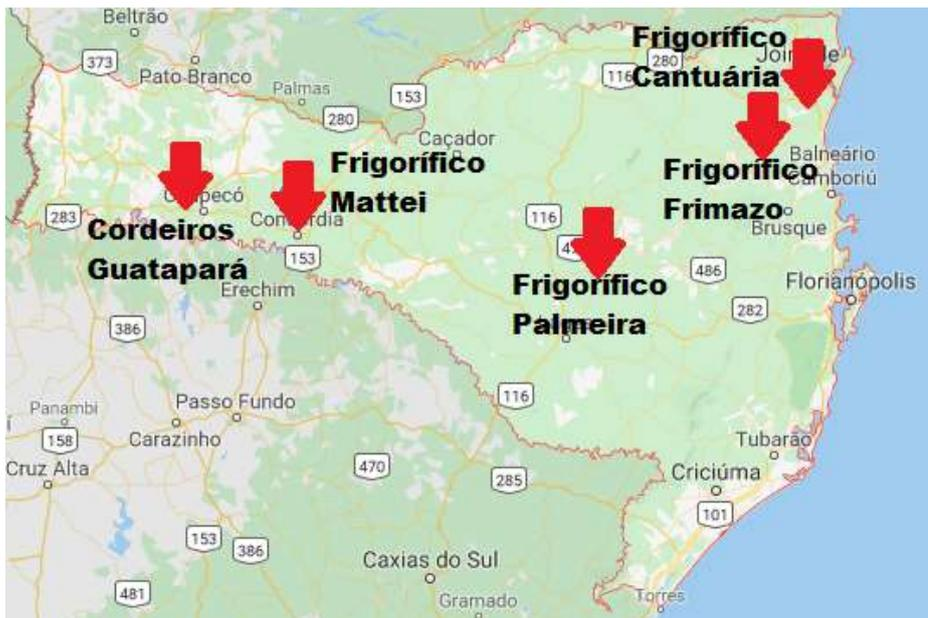 Beltrão
Frigorífico
Cantuária
280
116
373
Pato Branco
Palmas
153
280
Caçador
Frigorífico
Mattei
Frigorífico
Frimazo
Balneário
Camboriú
Brusque
283
Cordeiros
Guatapará
153
116
Erechim
Frigorífico
Palmeira
486
282
Florianópolis
386
116
Panambi
158
Passo Fundo
Carazinho
Cruz Alta
470
285
Tubarão
Criciúma
101
153
386
Caxias do Sul
481
Gramado
Torres